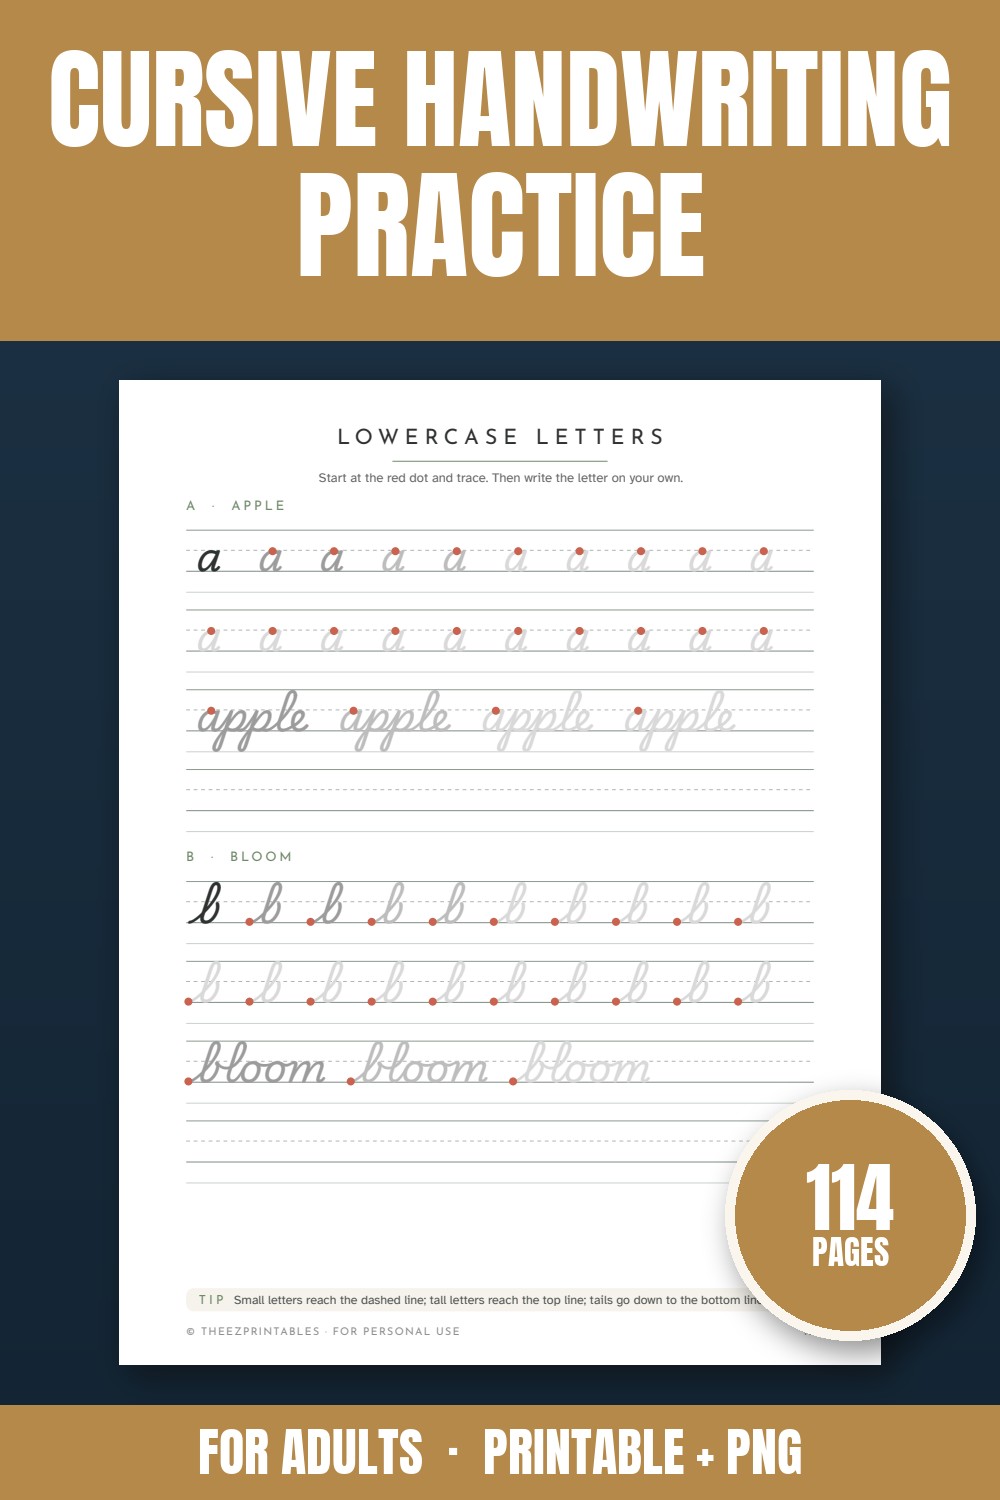 CURSIVE HANDWRITING
PRACTICE
LOWERCASE LETTERS
Start at the red dot and trace. Then write the letter on your own.
A · APPLE
a a a a a a a a a a
a a a a a a a a a a
apple apple apple apple
B · BLOOM
b b b b b b b b b b
b b b b b b b b b b
bloom bloom bloom
114
PAGES
TIP Small letters reach the dashed line; tall letters reach the top line; tails go down to the bottom
© THEEZPRINTABLES · FOR PERSONAL USE
FOR ADULTS · PRINTABLE + PNG